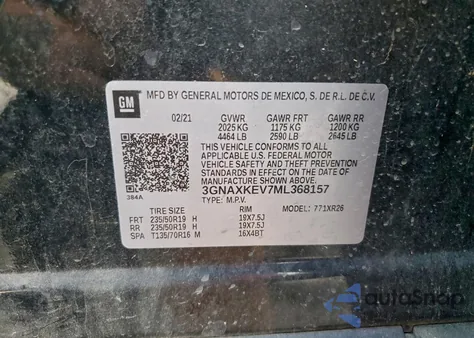 GM
MFD BY GENERAL MOTORS DE MEXICO, S. DE R.L. DE C.V.
02/21 GVWR GAWR FRT GAWR RR
2025 KG 1175 KG 1200 KG
4464 LB 2590 LB 2645 LB
THIS VEHICLE CONFORMS TO ALL
APPLICABLE U.S. FEDERAL MOTOR
VEHICLE SAFETY AND THEFT PREVENTION
STANDARDS IN EFFECT ON THE DATE OF
MANUFACTURE SHOWN ABOVE.
384A
3GNAXKEV7ML368157
TYPE: M.P.V.
TIRE SIZE RIM MODEL: 771XR26
FRT 235/50R19 H 19X7.5J
RR 235/50R19 H 19X7.5J
SPA T135/70R16 M 16X4BT
autoSnap